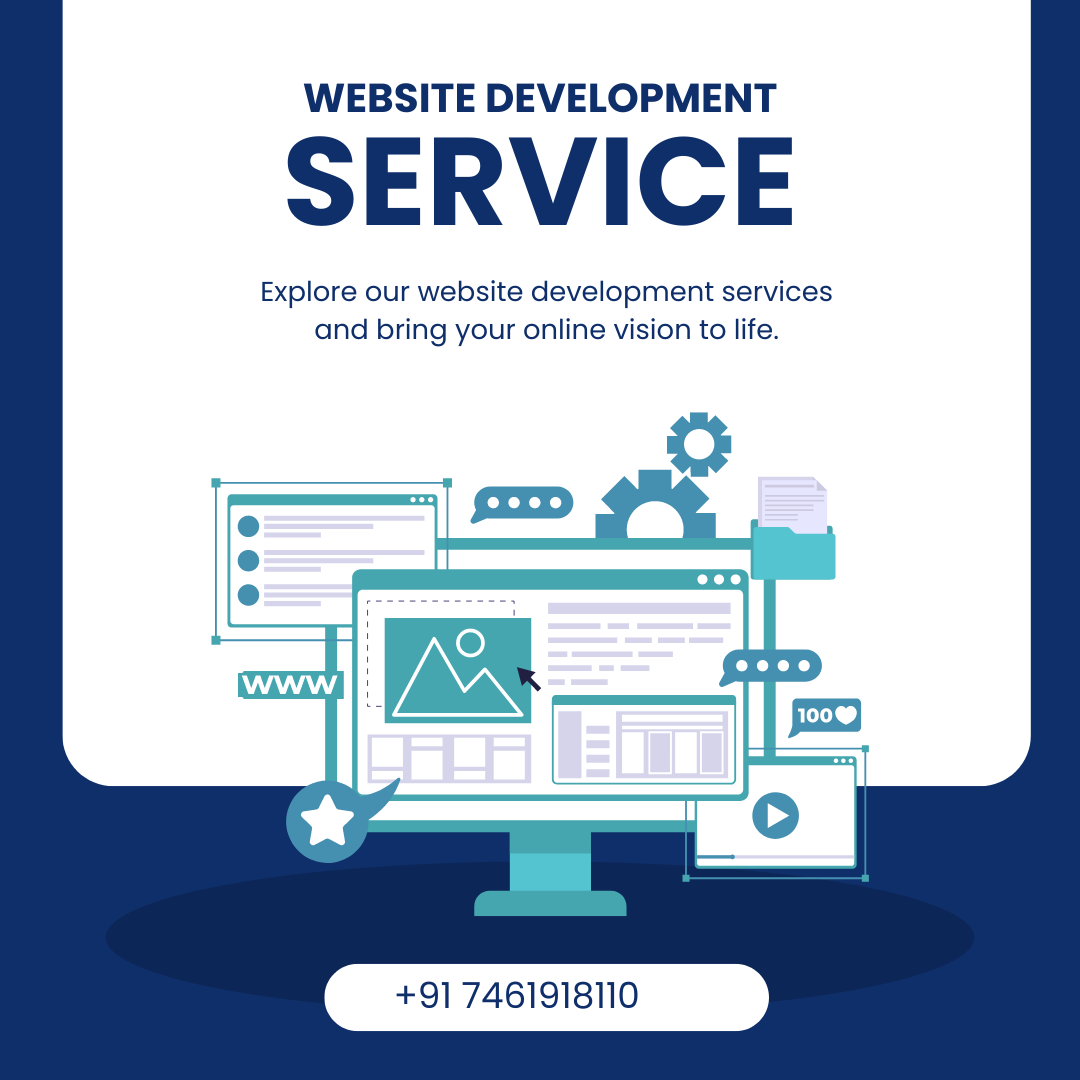 WEBSITE DEVELOPMENT
SERVICE
Explore our website development services
and bring your online vision to life.
WWW
100
+91 7461918110